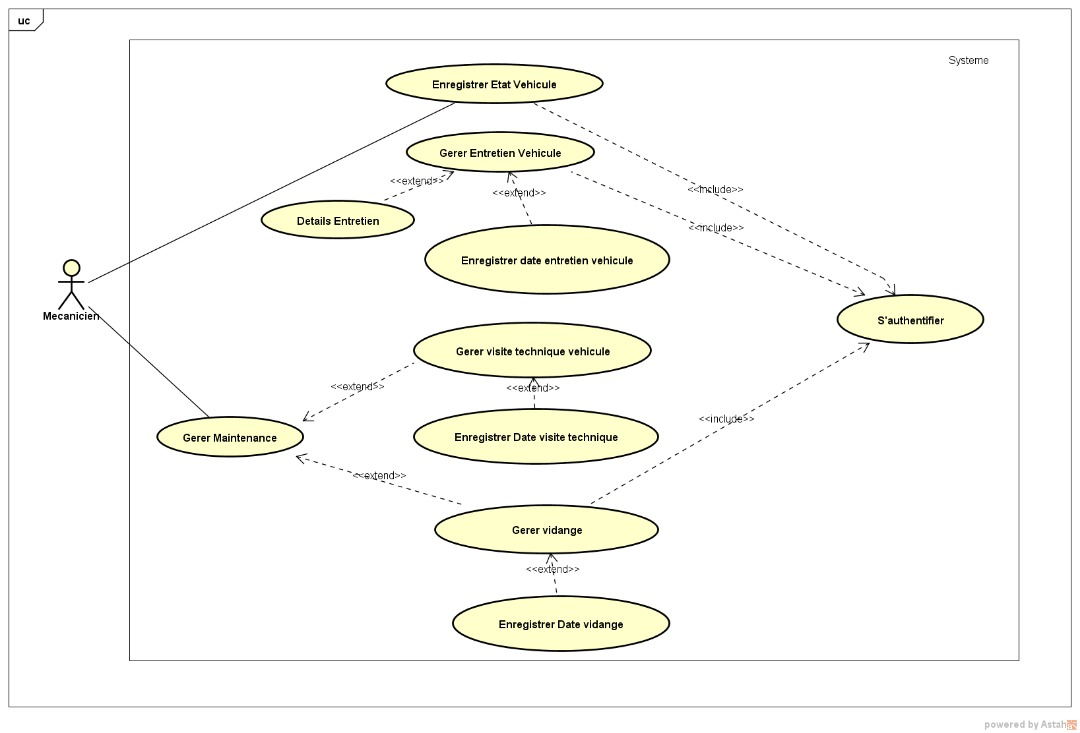 uc
Systeme
Enregistrer Etat Vehicule
Gerer Entretien Vehicule
<<extend>>
<<include>>
<<extend>>
Details Entretien
<<include>>
Enregistrer date entretien vehicule
Mecanicien
S'authentifier
Gerer visite technique vehicule
<<extend>>
<<extend>>
<<include>>
Gerer Maintenance
Enregistrer Date visite technique
<<extend>>
Gerer vidange
<<extend>>
Enregistrer Date vidange
powered by Astah